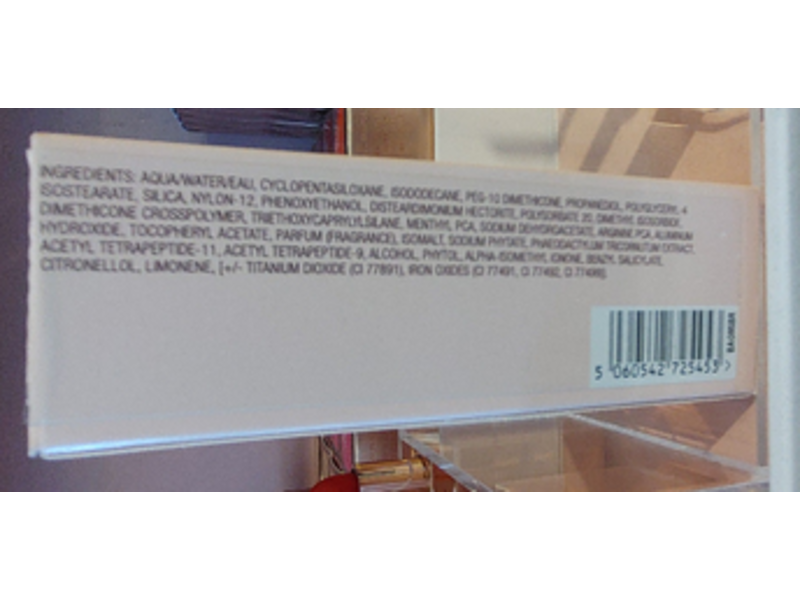 INGREDIENTS: AQUA/WATER/EAU, CYCLOPENTASILOXANE, ISODODECANE, PEG-10 DIMETHICONE, PROPANEDIOL, POLYGLYCERYL-4
ISOSTEARATE, SILICA, NYLON-12, PHENOXYETHANOL, DISTEARDIMONIUM HECTORITE, POLYSORBATE 20, DIMETHYL ISOSORBIDE,
DIMETHICONE CROSSPOLYMER, TRIETHOXYCAPRYLYLSILANE, MENTHYL PCA, SODIUM DEHYDROACETATE, ARGININE PCA, ALUMINUM
HYDROXIDE, TOCOPHERYL ACETATE, PARFUM (FRAGRANCE), ISOMALT, SODIUM PHYTATE, PHAEODACTYLUM TRICORNUTUM EXTRACT,
ACETYL TETRAPEPTIDE-11, ACETYL TETRAPEPTIDE-9, ALCOHOL, PHYTOL, ALPHA-ISOMETHYL IONONE, BENZYL SALICYLATE,
CITRONELLOL, LIMONENE, [+/- TITANIUM DIOXIDE (CI 77891), IRON OXIDES (CI 77491, CI 77492, CI 77499)].
5 060542 725453 >